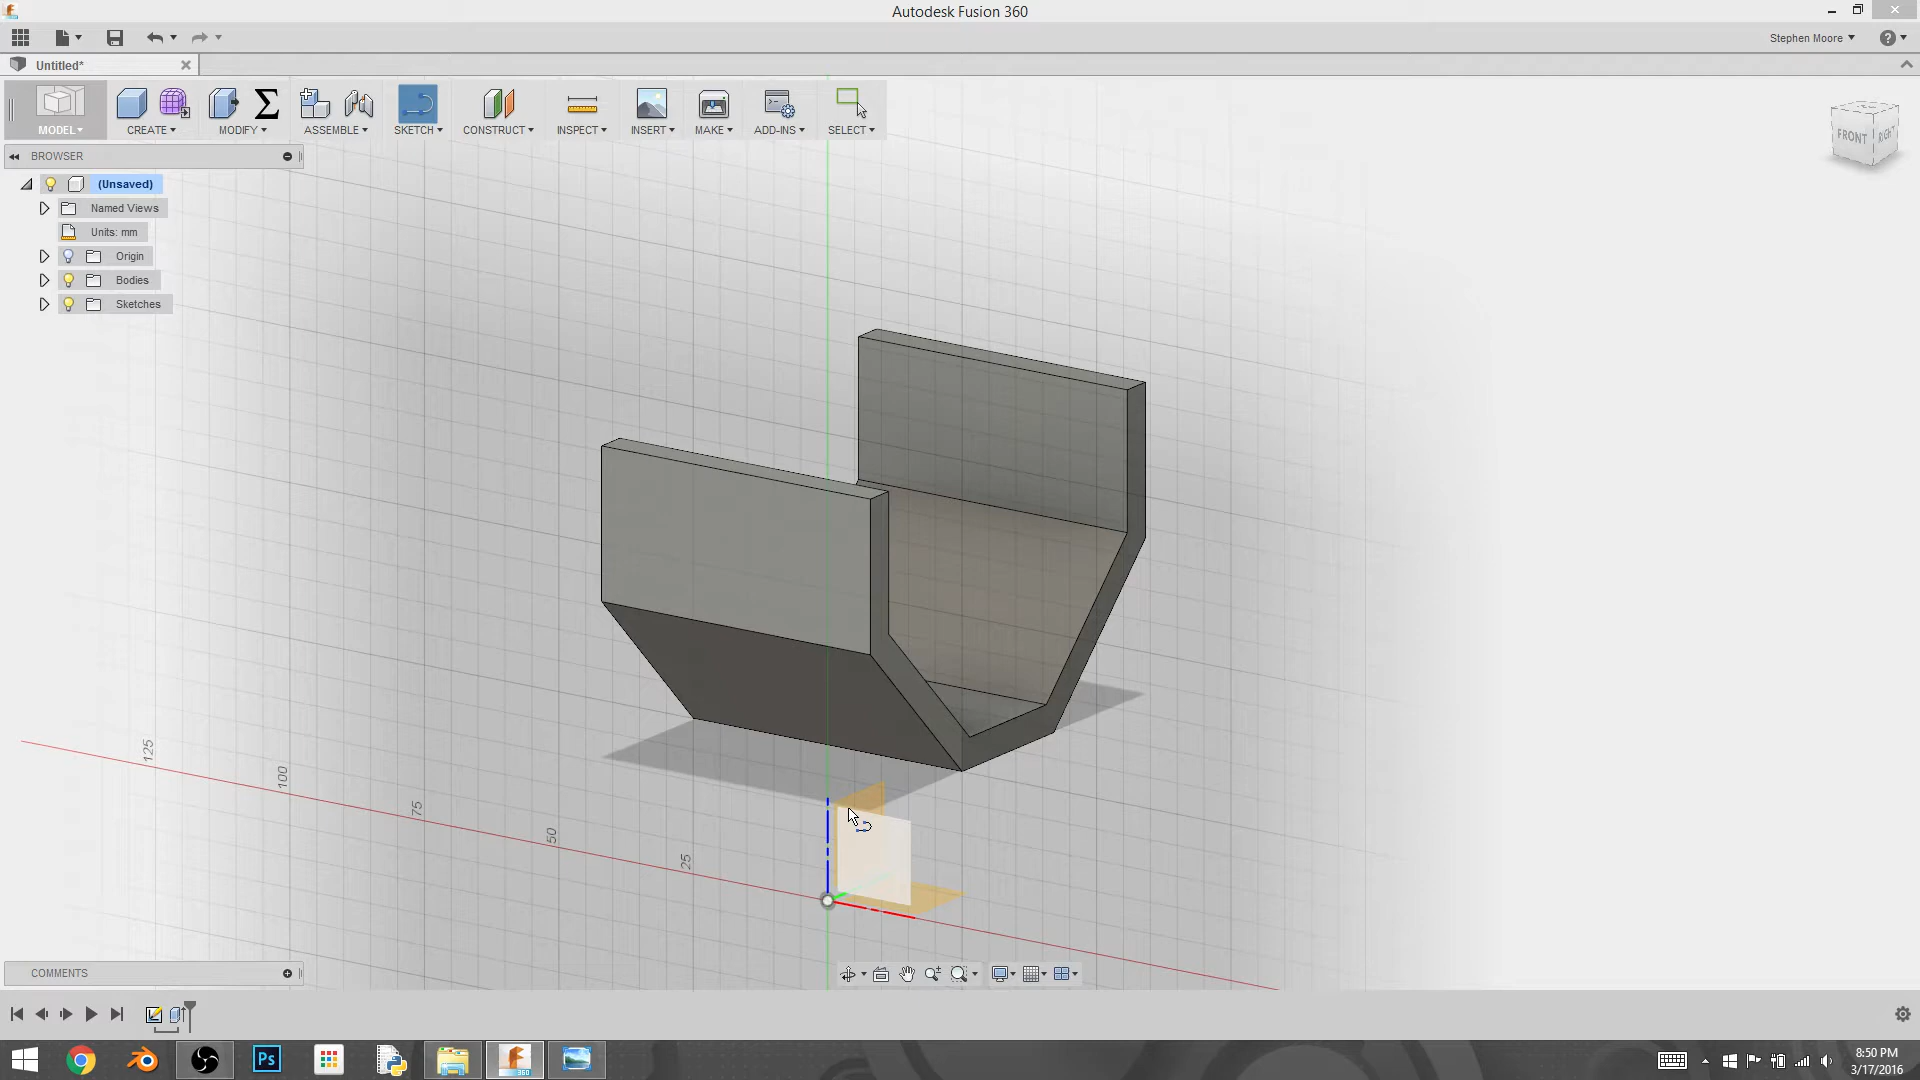 Autodesk Fusion 360
Stephen Moore
Untitled*
MODEL
CREATE
MODIFY
ASSEMBLE
SKETCH
CONSTRUCT
INSPECT
INSERT
MAKE
ADD-INS
SELECT
FRONT
RIGHT
BROWSER
(Unsaved)
Named Views
Units: mm
Origin
Bodies
Sketches
125
100
75
50
25
COMMENTS
Ps
360
8:50 PM
3/17/2016